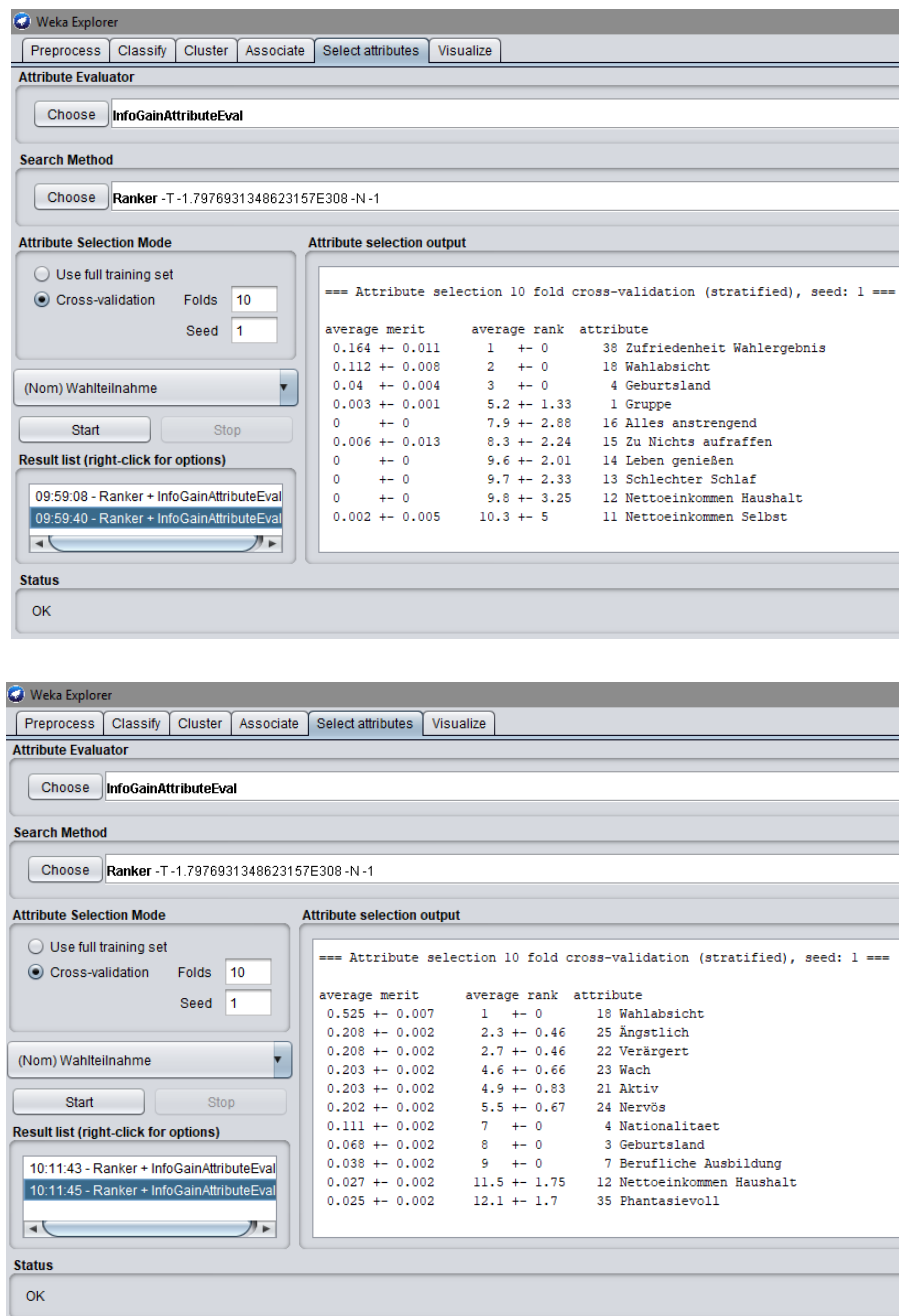 Weka Explorer
Preprocess Classify Cluster Associate Select attributes Visualize
Attribute Evaluator
Choose InfoGainAttributeEval
Search Method
Choose Ranker -T -1.7976931348623157E308 -N -1
Attribute Selection Mode
Use full training set
Cross-validation Folds 10
Seed 1
(Nom) Wahlteilnahme
Start Stop
Result list (right-click for options)
09:59:08 - Ranker + InfoGainAttributeEval
09:59:40 - Ranker + InfoGainAttributeEval
Attribute selection output
=== Attribute selection 10 fold cross-validation (stratified), seed: 1 ===
average merit average rank attribute
0.164 +- 0.011 1 +- 0 38 Zufriedenheit Wahlergebnis
0.112 +- 0.008 2 +- 0 18 Wahlabsicht
0.04 +- 0.004 3 +- 0 4 Geburtsland
0.003 +- 0.001 5.2 +- 1.33 1 Gruppe
0 +- 0 7.9 +- 2.88 16 Alles anstrengend
0.006 +- 0.013 8.3 +- 2.24 15 Zu Nichts aufraffen
0 +- 0 9.6 +- 2.01 14 Leben genießen
0 +- 0 9.7 +- 2.33 13 Schlechter Schlaf
0 +- 0 9.8 +- 3.25 12 Nettoeinkommen Haushalt
0.002 +- 0.005 10.3 +- 5 11 Nettoeinkommen Selbst
Status
OK
Weka Explorer
Preprocess Classify Cluster Associate Select attributes Visualize
Attribute Evaluator
Choose InfoGainAttributeEval
Search Method
Choose Ranker -T -1.7976931348623157E308 -N -1
Attribute Selection Mode
Use full training set
Cross-validation Folds 10
Seed 1
(Nom) Wahlteilnahme
Start Stop
Result list (right-click for options)
10:11:43 - Ranker + InfoGainAttributeEval
10:11:45 - Ranker + InfoGainAttributeEval
Attribute selection output
=== Attribute selection 10 fold cross-validation (stratified), seed: 1 ===
average merit average rank attribute
0.525 +- 0.007 1 +- 0 18 Wahlabsicht
0.208 +- 0.002 2.3 +- 0.46 25 Ängstlich
0.208 +- 0.002 2.7 +- 0.46 22 Verärgert
0.203 +- 0.002 4.6 +- 0.66 23 Wach
0.203 +- 0.002 4.9 +- 0.83 21 Aktiv
0.202 +- 0.002 5.5 +- 0.67 24 Nervös
0.111 +- 0.002 7 +- 0 4 Nationalitaet
0.068 +- 0.002 8 +- 0 3 Geburtsland
0.038 +- 0.002 9 +- 0 7 Berufliche Ausbildung
0.027 +- 0.002 11.5 +- 1.75 12 Nettoeinkommen Haushalt
0.025 +- 0.002 12.1 +- 1.7 35 Phantasievoll
Status
OK